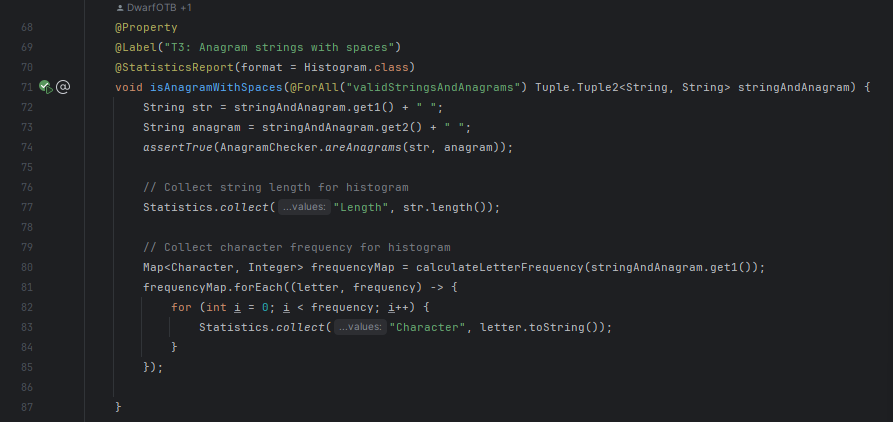 DwarfOTB +1
68 @Property
69 @Label("T3: Anagram strings with spaces")
70 @StatisticsReport(format = Histogram.class)
71 void isAnagramWithSpaces(@ForAll("validStringsAndAnagrams") Tuple.Tuple2<String, String> stringAndAnagram) {
72 String str = stringAndAnagram.get1() + " ";
73 String anagram = stringAndAnagram.get2() + " ";
74 assertTrue(AnagramChecker.areAnagrams(str, anagram));
75
76 // Collect string length for histogram
77 Statistics.collect( ...values: "Length", str.length());
78
79 // Collect character frequency for histogram
80 Map<Character, Integer> frequencyMap = calculateLetterFrequency(stringAndAnagram.get1());
81 frequencyMap.forEach((letter, frequency) -> {
82 for (int i = 0; i < frequency; i++) {
83 Statistics.collect( ...values: "Character", letter.toString());
84 }
85 });
86
87 }